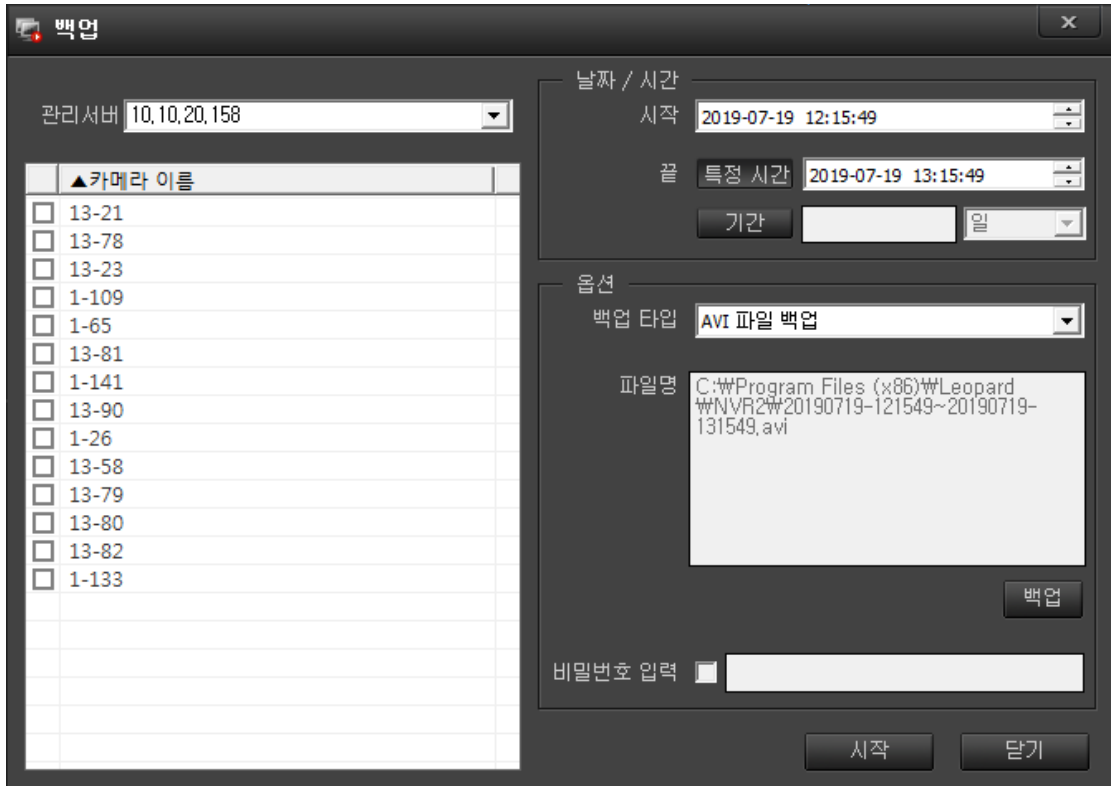 백업
관리서버 10,10,20,158
▲카메라 이름
13-21
13-78
13-23
1-109
1-65
13-81
1-141
13-90
1-26
13-58
13-79
13-80
13-82
1-133
날짜 / 시간
시작 2019-07-19 12:15:49
끝 특정 시간 2019-07-19 13:15:49
기간 일
옵션
백업 타입 AVI 파일 백업
파일명 C:₩Program Files (x86)₩Leopard
₩NVR2₩20190719-121549~20190719-
131549,avi
백업
비밀번호 입력
시작 닫기